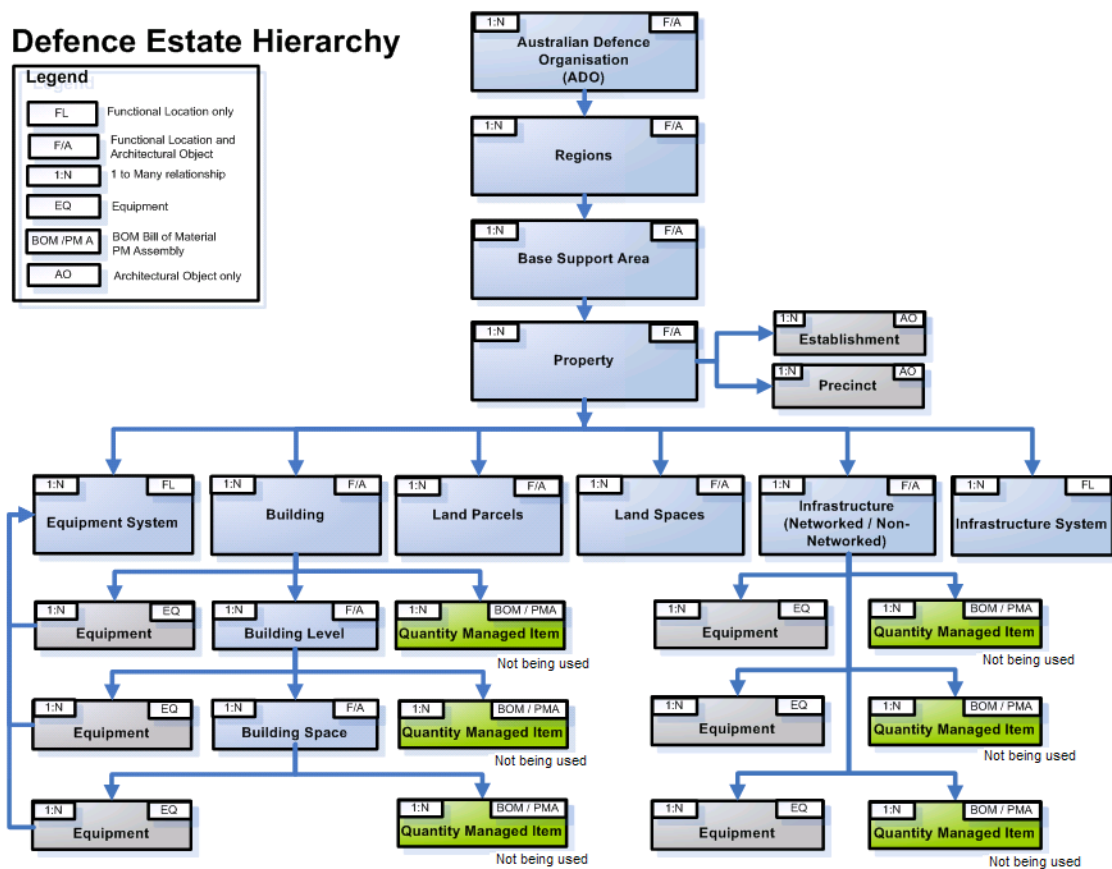 Defence Estate Hierarchy
Legend
FL
Functional Location only
F/A
Functional Location and
Architectural Object
1:N
1 to Many relationship
EQ
Equipment
BOM /PM A
BOM Bill of Material
PM Assembly
AO
Architectural Object only
1:N
F/A
Australian Defence
Organisation
(ADO)
1:N
F/A
Regions
1:N
F/A
Base Support Area
1:N
F/A
Property
1:N
AO
Establishment
1:N
AO
Precinct
1:N
FL
Equipment System
1:N
F/A
Building
1:N
F/A
Land Parcels
1:N
F/A
Land Spaces
1:N
F/A
Infrastructure
(Networked / Non-
Networked)
1:N
FL
Infrastructure System
1:N
EQ
Equipment
1:N
F/A
Building Level
1:N
BOM / PMA
Quantity Managed Item
Not being used
1:N
EQ
Equipment
1:N
BOM / PMA
Quantity Managed Item
Not being used
1:N
EQ
Equipment
1:N
F/A
Building Space
1:N
BOM / PMA
Quantity Managed Item
Not being used
1:N
EQ
Equipment
1:N
BOM / PMA
Quantity Managed Item
Not being used
1:N
EQ
Equipment
1:N
BOM / PMA
Quantity Managed Item
Not being used
1:N
EQ
Equipment
1:N
BOM / PMA
Quantity Managed Item
Not being used